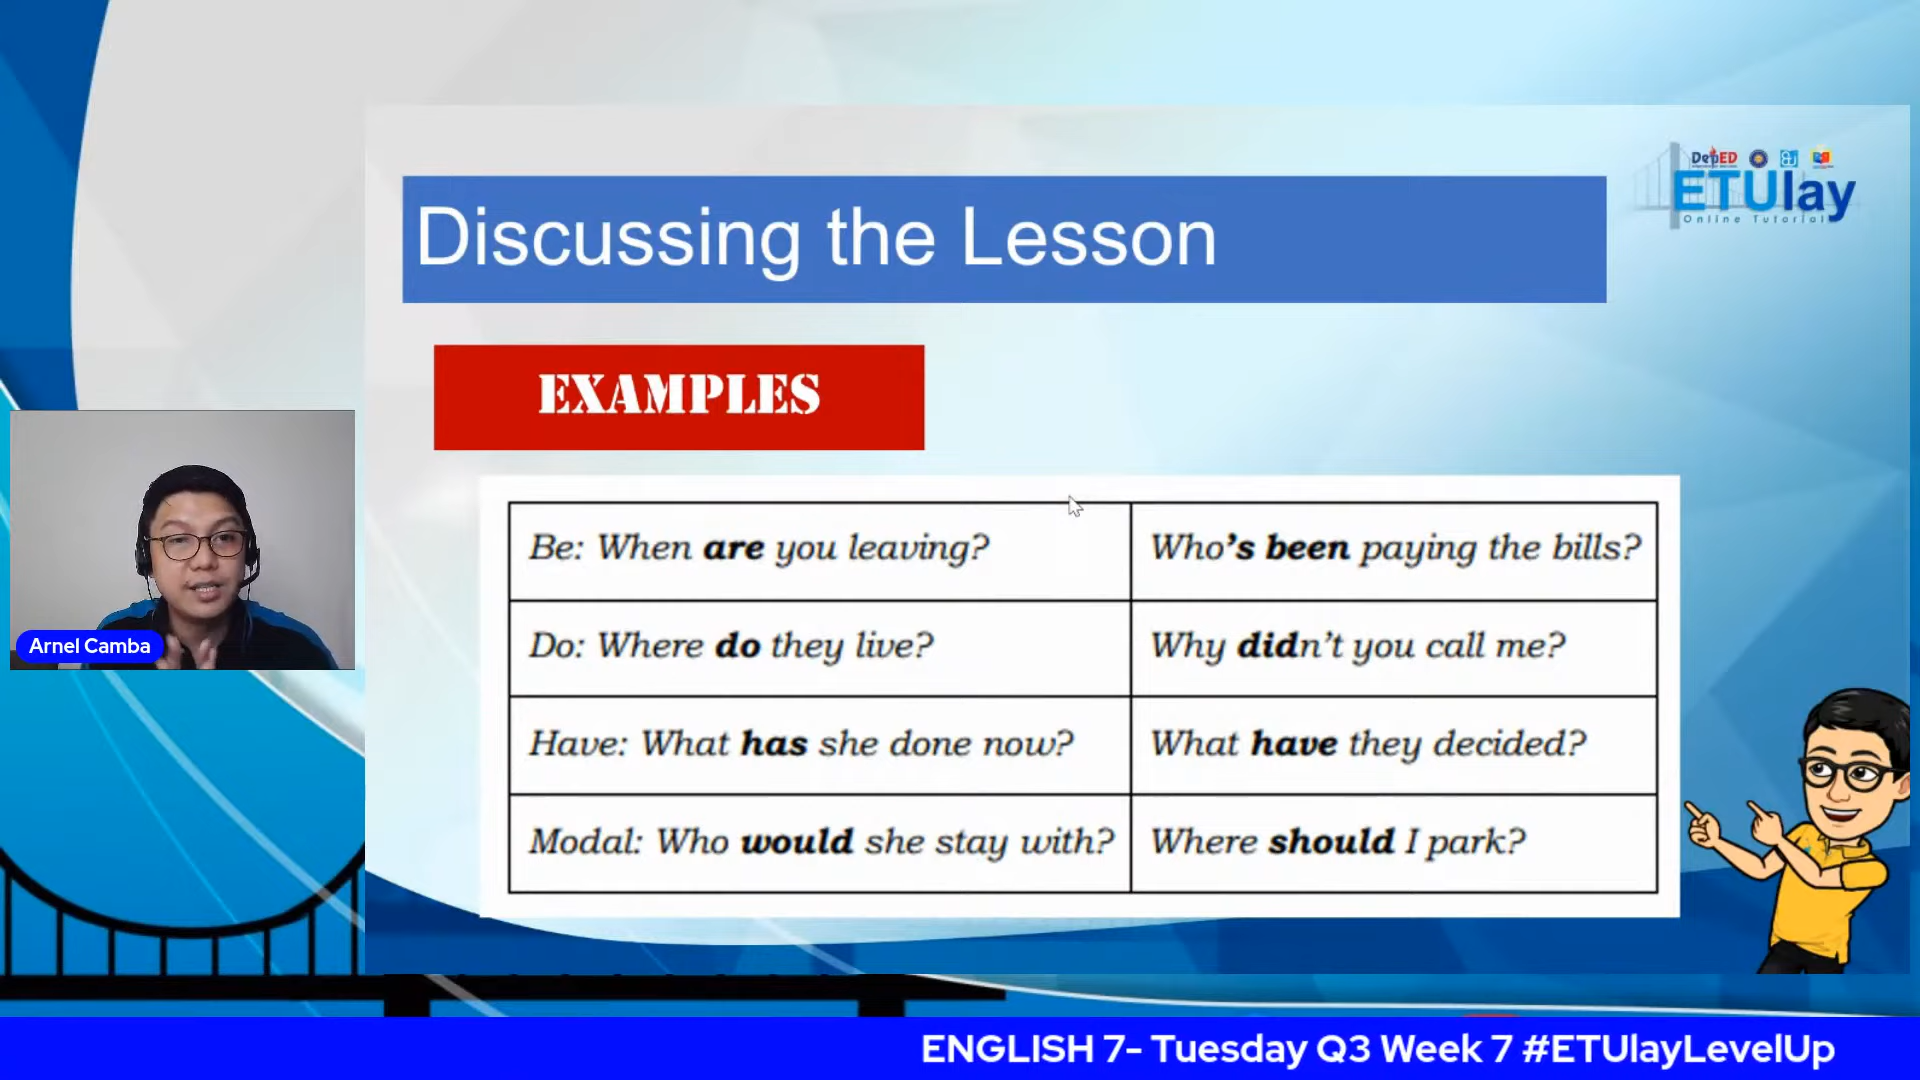 DepED
ETUlay
Online Tutorial
Discussing the Lesson
EXAMPLES
Be: When are you leaving?
Who's been paying the bills?
Do: Where do they live?
Why didn't you call me?
Have: What has she done now?
What have they decided?
Modal: Who would she stay with?
Where should I park?
Arnel Camba
ENGLISH 7- Tuesday Q3 Week 7 #ETUlayLevelUp